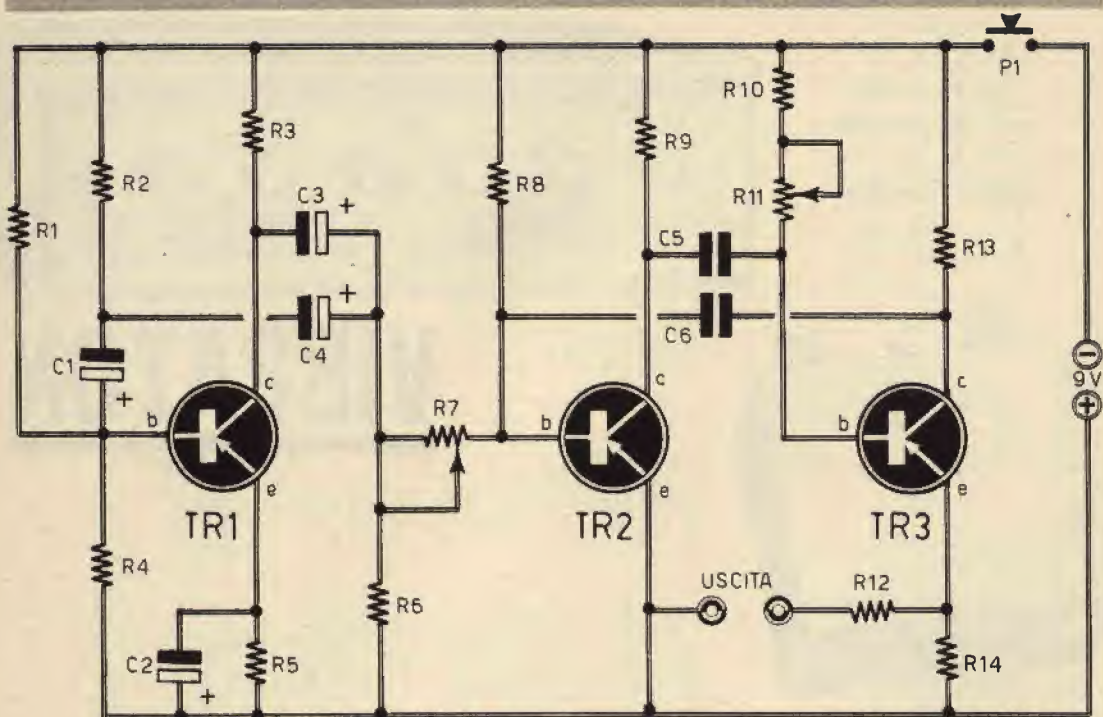 P1
R10
R3
R9
R2
R8
C3 +
R11
R1
C5
R13
C4 +
C6
C1 +
c
c
c
− 9V +
R7
b
b
b
e
e
e
TR1
TR2
TR3
R4
USCITA
R12
R6
C2 +
R5
R14